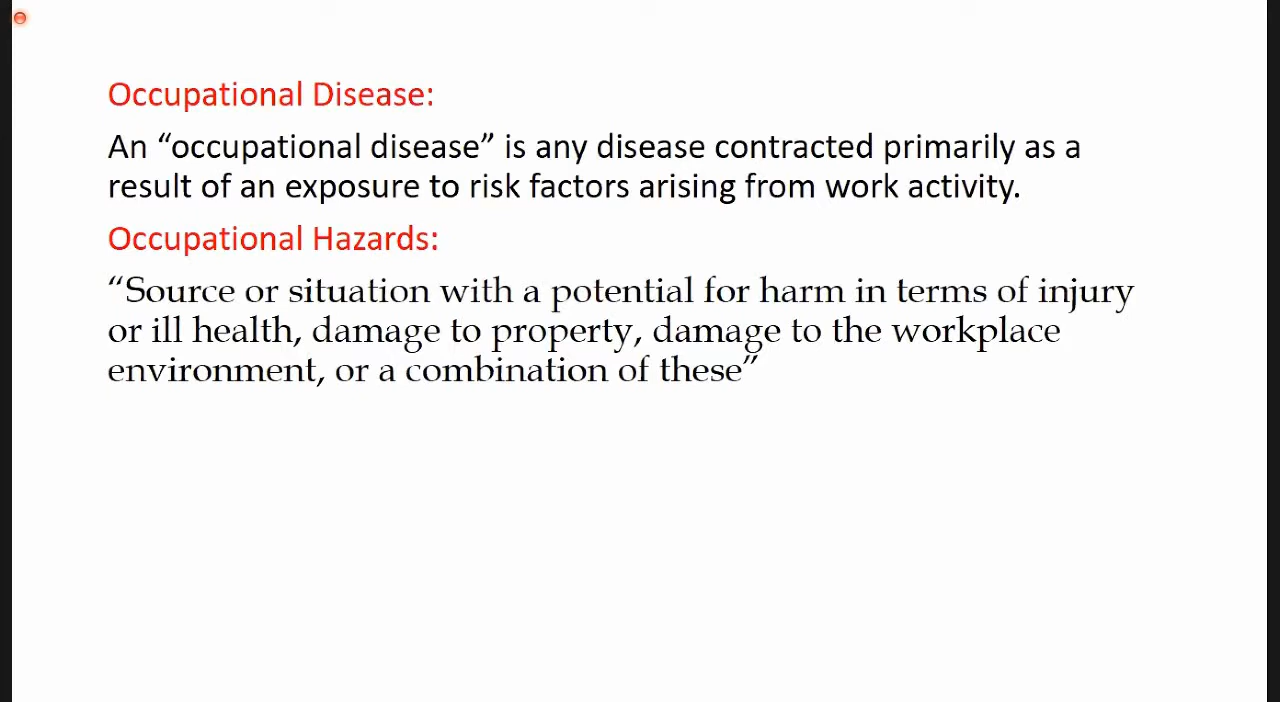 Occupational Disease:
An “occupational disease” is any disease contracted primarily as a
result of an exposure to risk factors arising from work activity.
Occupational Hazards:
“Source or situation with a potential for harm in terms of injury
or ill health, damage to property, damage to the workplace
environment, or a combination of these”